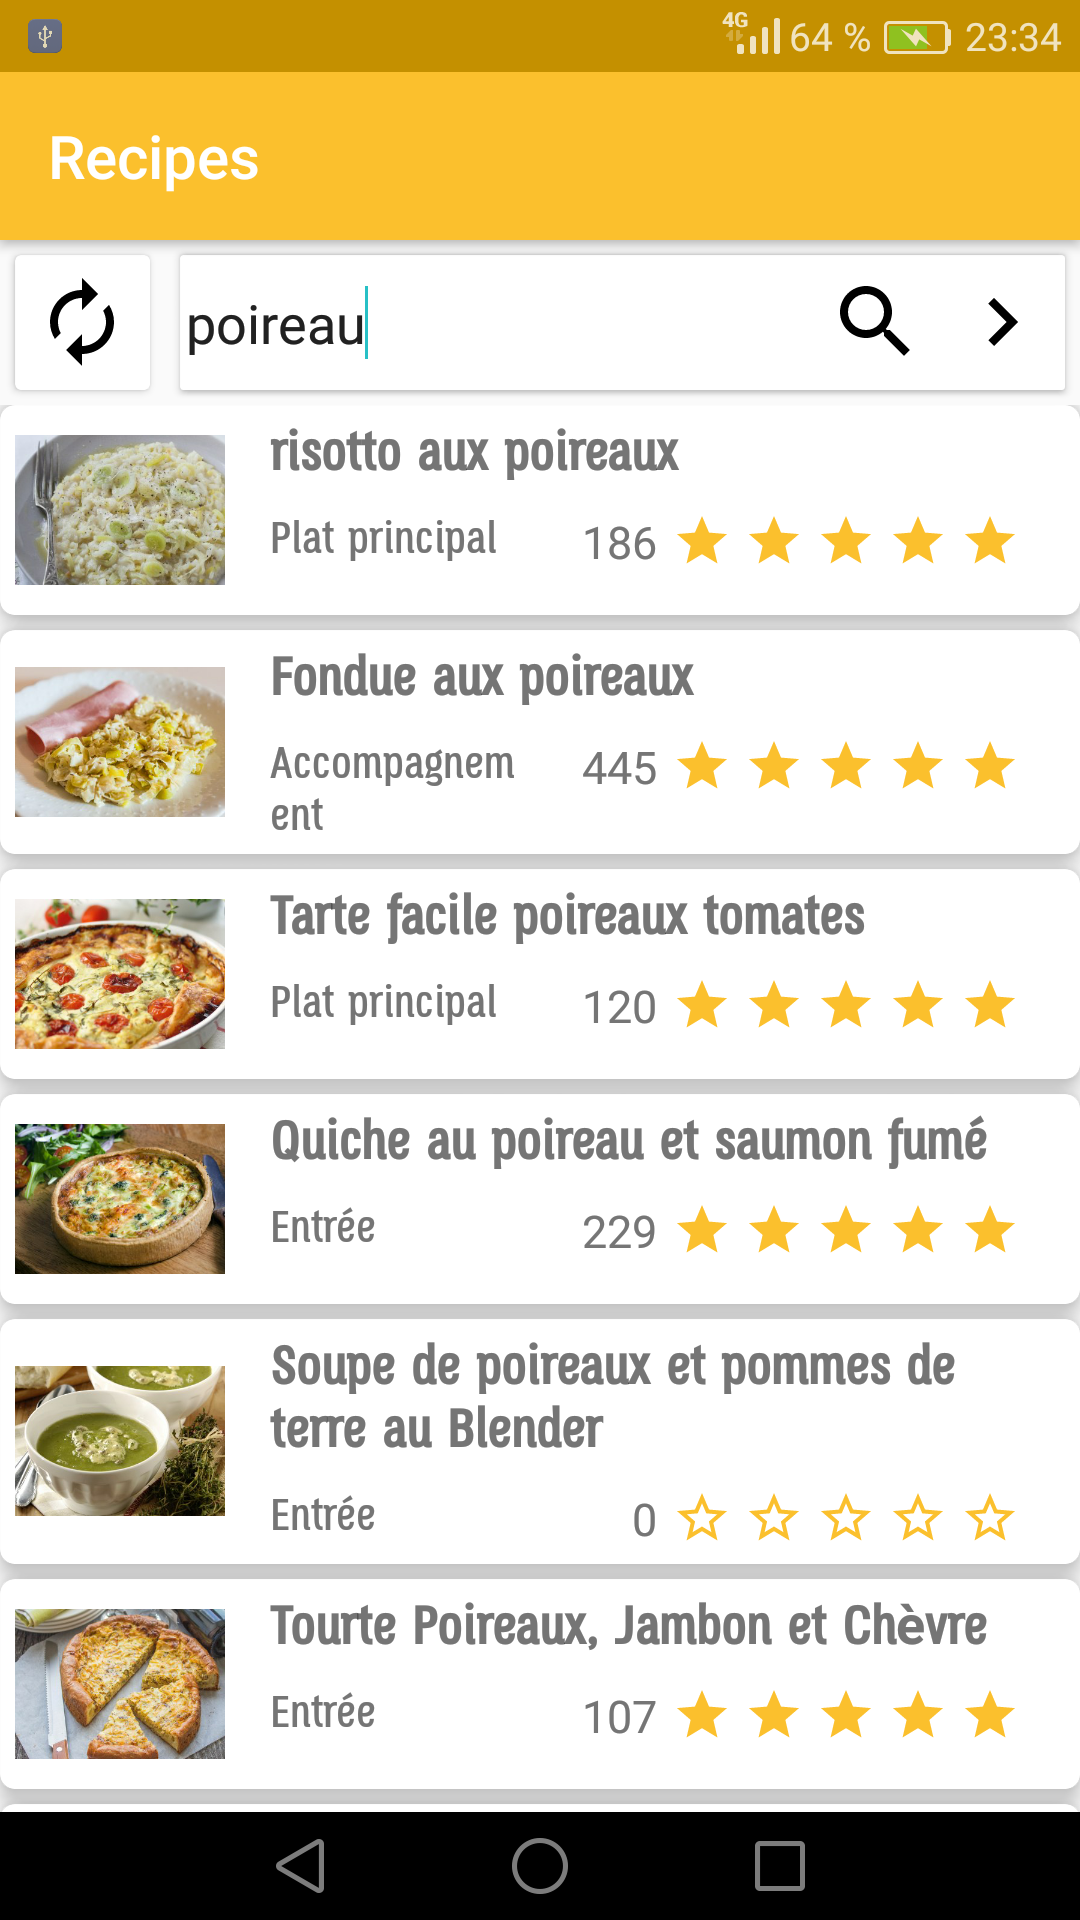 4G 64 % 23:34
Recipes
poireau
risotto aux poireaux
Plat principal 186
Fondue aux poireaux
Accompagnem 445
ent
Tarte facile poireaux tomates
Plat principal 120
Quiche au poireau et saumon fumé
Entrée 229
Soupe de poireaux et pommes de
terre au Blender
Entrée 0
Tourte Poireaux, Jambon et Chèvre
Entrée 107